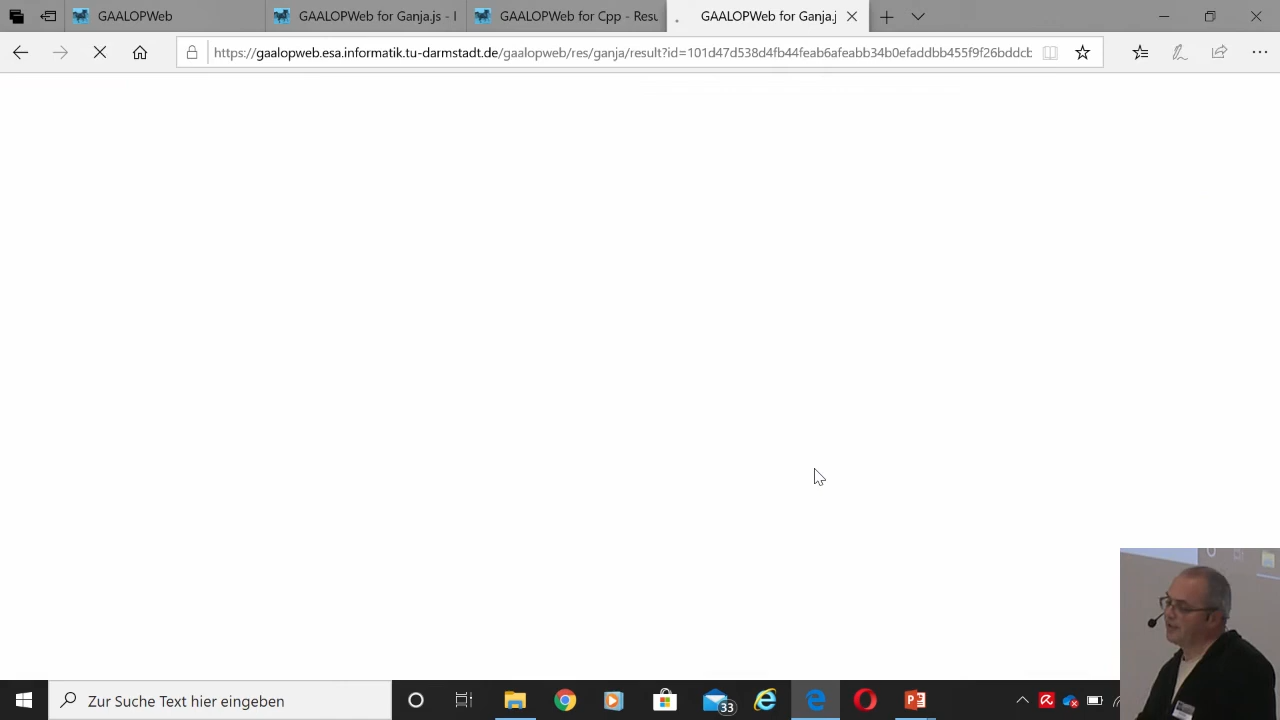 GAALOPWeb
GAALOPWeb for Ganja.js - I
GAALOPWeb for Cpp - Resu
GAALOPWeb for Ganja.j
https://gaalopweb.esa.informatik.tu-darmstadt.de/gaalopweb/res/ganja/result?id=101d47d538d4fb44feab6afeabb34b0efaddbb455f9f26bddcb
Zur Suche Text hier eingeben
33